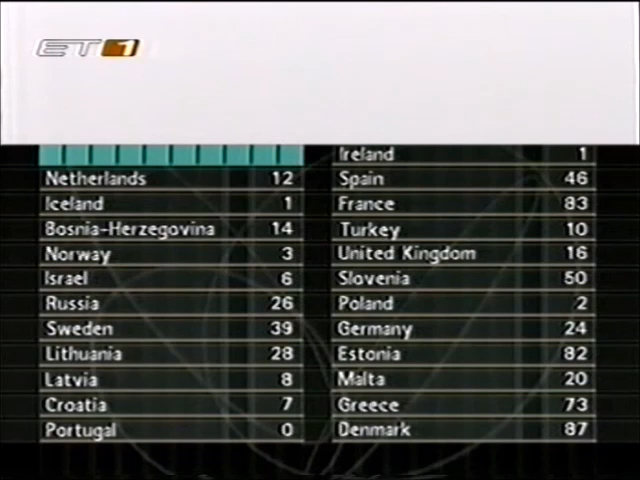 ET1
Netherlands 12
Iceland 1
Bosnia-Herzegovina 14
Norway 3
Israel 6
Russia 26
Sweden 39
Lithuania 28
Latvia 8
Croatia 7
Portugal 0
Ireland 1
Spain 46
France 83
Turkey 10
United Kingdom 16
Slovenia 50
Poland 2
Germany 24
Estonia 82
Malta 20
Greece 73
Denmark 87